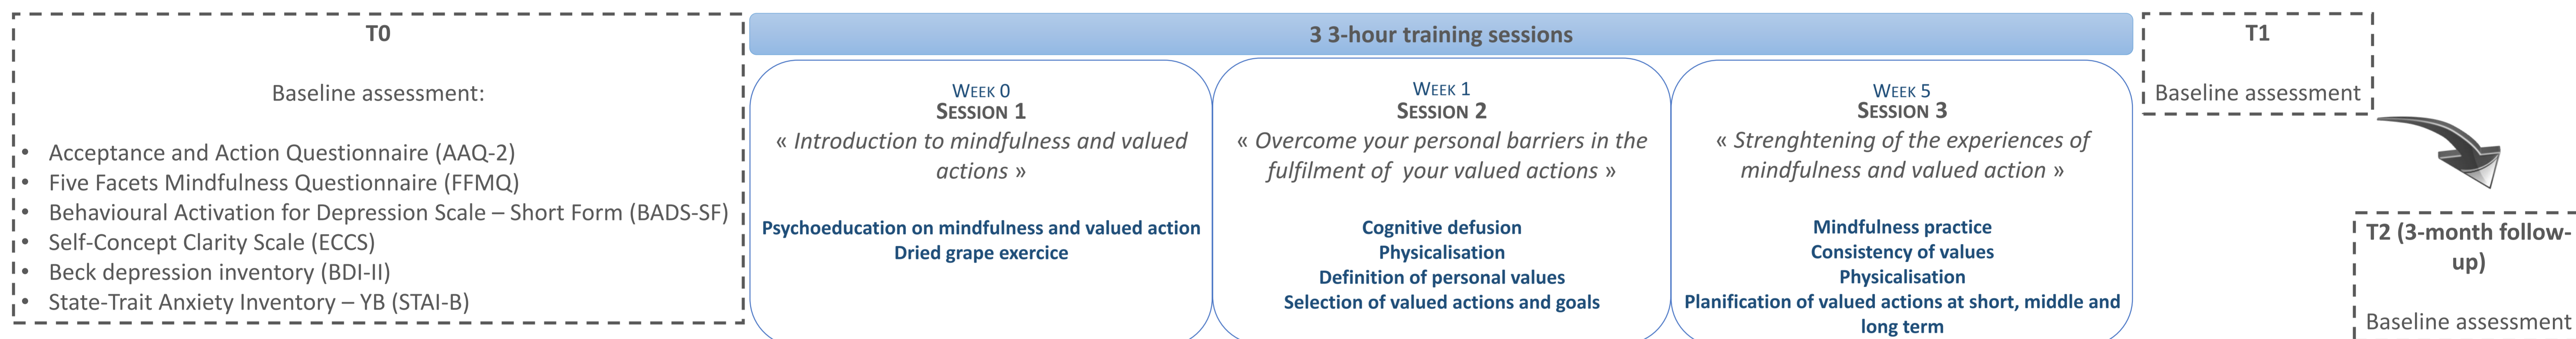 T0
Baseline assessment:
• Acceptance and Action Questionnaire (AAQ-2)
• Five Facets Mindfulness Questionnaire (FFMQ)
• Behavioural Activation for Depression Scale – Short Form (BADS-SF)
• Self-Concept Clarity Scale (ECCS)
• Beck depression inventory (BDI-II)
• State-Trait Anxiety Inventory – YB (STAI-B)
3 3-hour training sessions
WEEK 0
SESSION 1
« Introduction to mindfulness and valued
actions »
Psychoeducation on mindfulness and valued action
Dried grape exercice
WEEK 1
SESSION 2
« Overcome your personal barriers in the
fulfilment of your valued actions »
Cognitive defusion
Physicalisation
Definition of personal values
Selection of valued actions and goals
WEEK 5
SESSION 3
« Strenghtening of the experiences of
mindfulness and valued action »
Mindfulness practice
Consistency of values
Physicalisation
Planification of valued actions at short, middle and
long term
T1
Baseline assessment
T2 (3-month follow-
up)
Baseline assessment